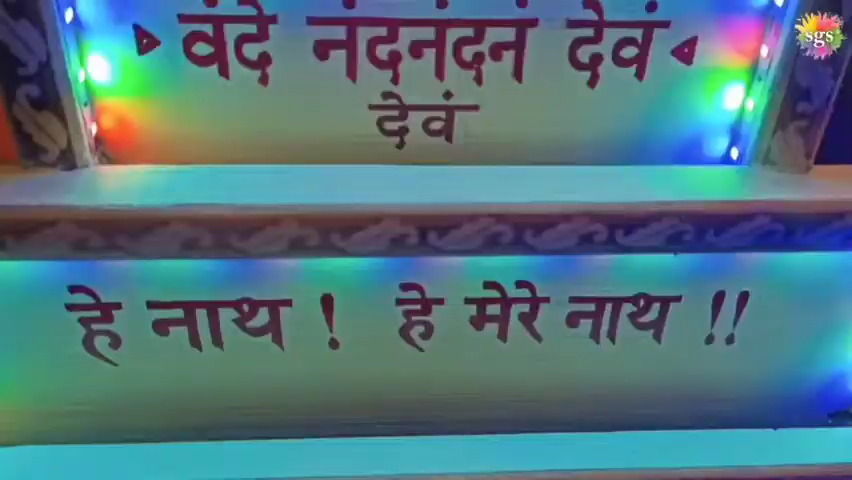 वंदे नंदनंदनं देवं
देवं
हे नाथ ! हे मेरे नाथ !!
sgs